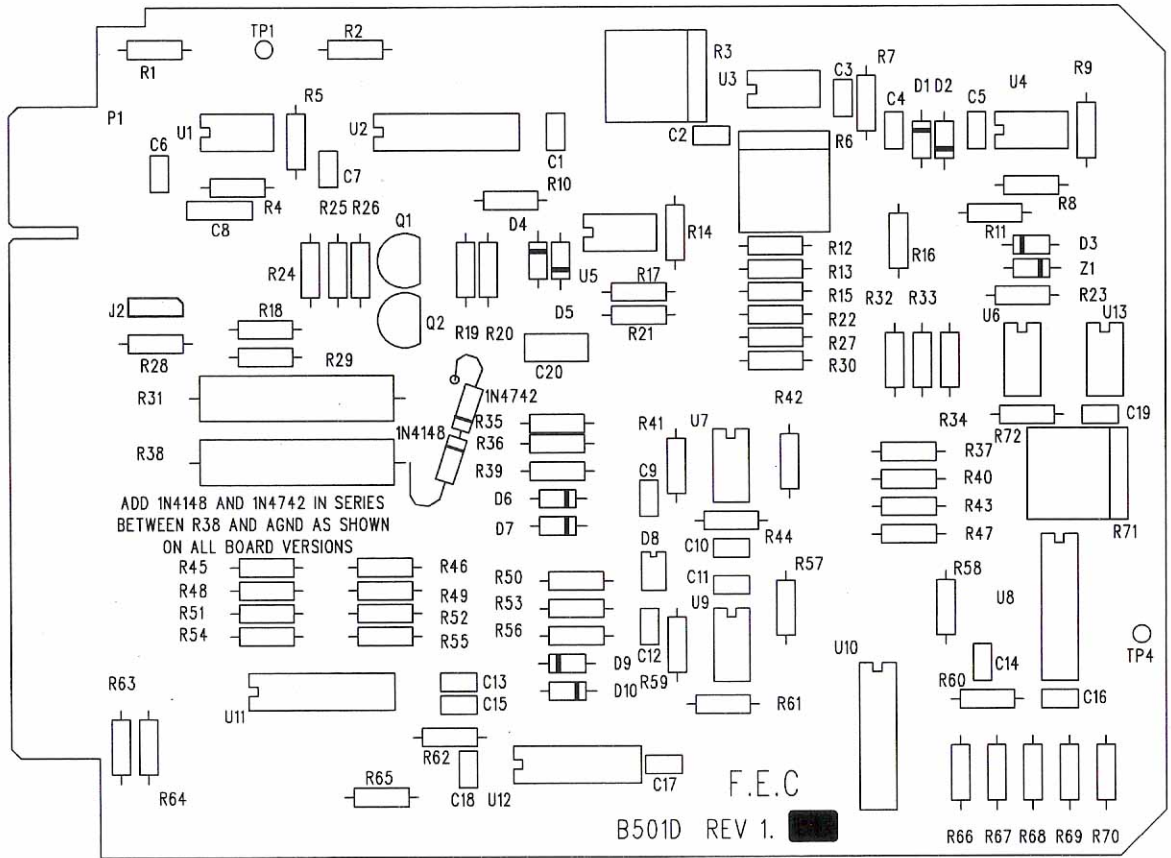 TP1
R2
R1
R3
U3
C3
R7
R9
C4
D1
D2
C5
U4
P1
R5
U1
U2
C2
R6
C6
C7
C1
R10
R4
R8
C8
R25
R26
Q1
D4
R14
R11
R12
R16
D3
R24
U5
R17
R13
Z1
R15
R32
R33
R23
J2
R18
Q2
D5
R21
R22
U6
U13
R28
R29
R19
R20
C20
R27
R30
R31
1N4742
R42
C19
R34
R72
1N4148
R35
R41
U7
R38
R36
R37
R39
C9
R40
ADD 1N4148 AND 1N4742 IN SERIES
BETWEEN R38 AND AGND AS SHOWN
ON ALL BOARD VERSIONS
D6
R43
D7
R44
R47
R71
D8
C10
R45
R46
R50
C11
R57
R58
R48
R49
R53
U9
U8
R51
R52
R54
R55
R56
C12
U10
TP4
D9
C14
R63
C13
D10
R59
R60
U11
C15
R61
C16
R62
R65
R64
C18
U12
C17
F.E.C
B501D REV 1.
R66
R67
R68
R69
R70